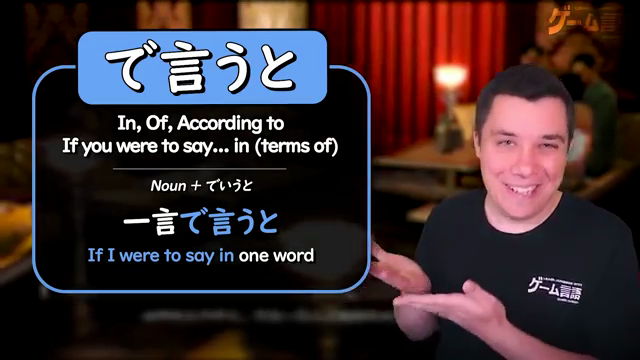 で言うと
In, Of, According to
If you were to say... in (terms of)
Noun + でいうと
一言で言うと
If I were to say in one word
ゲーム言
ゲーム言語